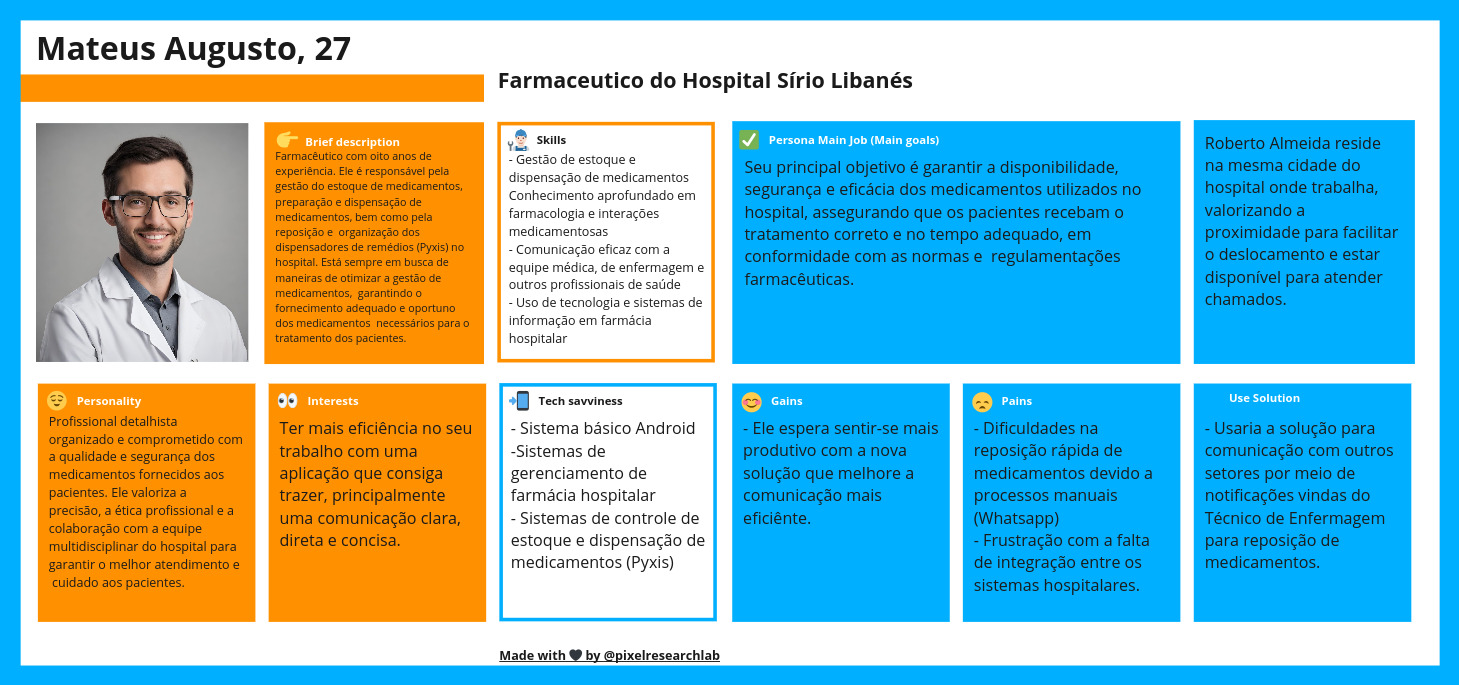 Mateus Augusto, 27
Farmaceutico do Hospital Sírio Libanés
Brief description
Farmacêutico com oito anos de
experiência. Ele é responsável pela
gestão do estoque de medicamentos,
preparação e dispensação de
medicamentos, bem como pela
reposição e  organização dos
dispensadores de remédios (Pyxis) no
hospital. Está sempre em busca de
maneiras de otimizar a gestão de
medicamentos,  garantindo o
fornecimento adequado e oportuno
dos medicamentos  necessários para o
tratamento dos pacientes.
Skills
- Gestão de estoque e
dispensação de medicamentos
Conhecimento aprofundado em
farmacologia e interações
medicamentosas
- Comunicação eficaz com a
equipe médica, de enfermagem e
outros profissionais de saúde
- Uso de tecnologia e sistemas de
informação em farmácia
hospitalar
Persona Main Job (Main goals)
Seu principal objetivo é garantir a disponibilidade,
segurança e eficácia dos medicamentos utilizados no
hospital, assegurando que os pacientes recebam o
tratamento correto e no tempo adequado, em
conformidade com as normas e  regulamentações
farmacêuticas.
Roberto Almeida reside
na mesma cidade do
hospital onde trabalha,
valorizando a
proximidade para facilitar
o deslocamento e estar
disponível para atender
chamados.
Personality
Profissional detalhista
organizado e comprometido com
a qualidade e segurança dos
medicamentos fornecidos aos
pacientes. Ele valoriza a
precisão, a ética profissional e a
colaboração com a equipe
multidisciplinar do hospital para
garantir o melhor atendimento e
cuidado aos pacientes.
Interests
Ter mais eficiência no seu
trabalho com uma
aplicação que consiga
trazer, principalmente
uma comunicação clara,
direta e concisa.
Tech savviness
- Sistema básico Android
-Sistemas de
gerenciamento de
farmácia hospitalar
- Sistemas de controle de
estoque e dispensação de
medicamentos (Pyxis)
Gains
- Ele espera sentir-se mais
produtivo com a nova
solução que melhore a
comunicação mais
eficiênte.
Pains
- Dificuldades na
reposição rápida de
medicamentos devido a
processos manuais
(Whatsapp)
- Frustração com a falta
de integração entre os
sistemas hospitalares.
Use Solution
- Usaria a solução para
comunicação com outros
setores por meio de
notificações vindas do
Técnico de Enfermagem
para reposição de
medicamentos.
Made with 🖤 by @pixelresearchlab